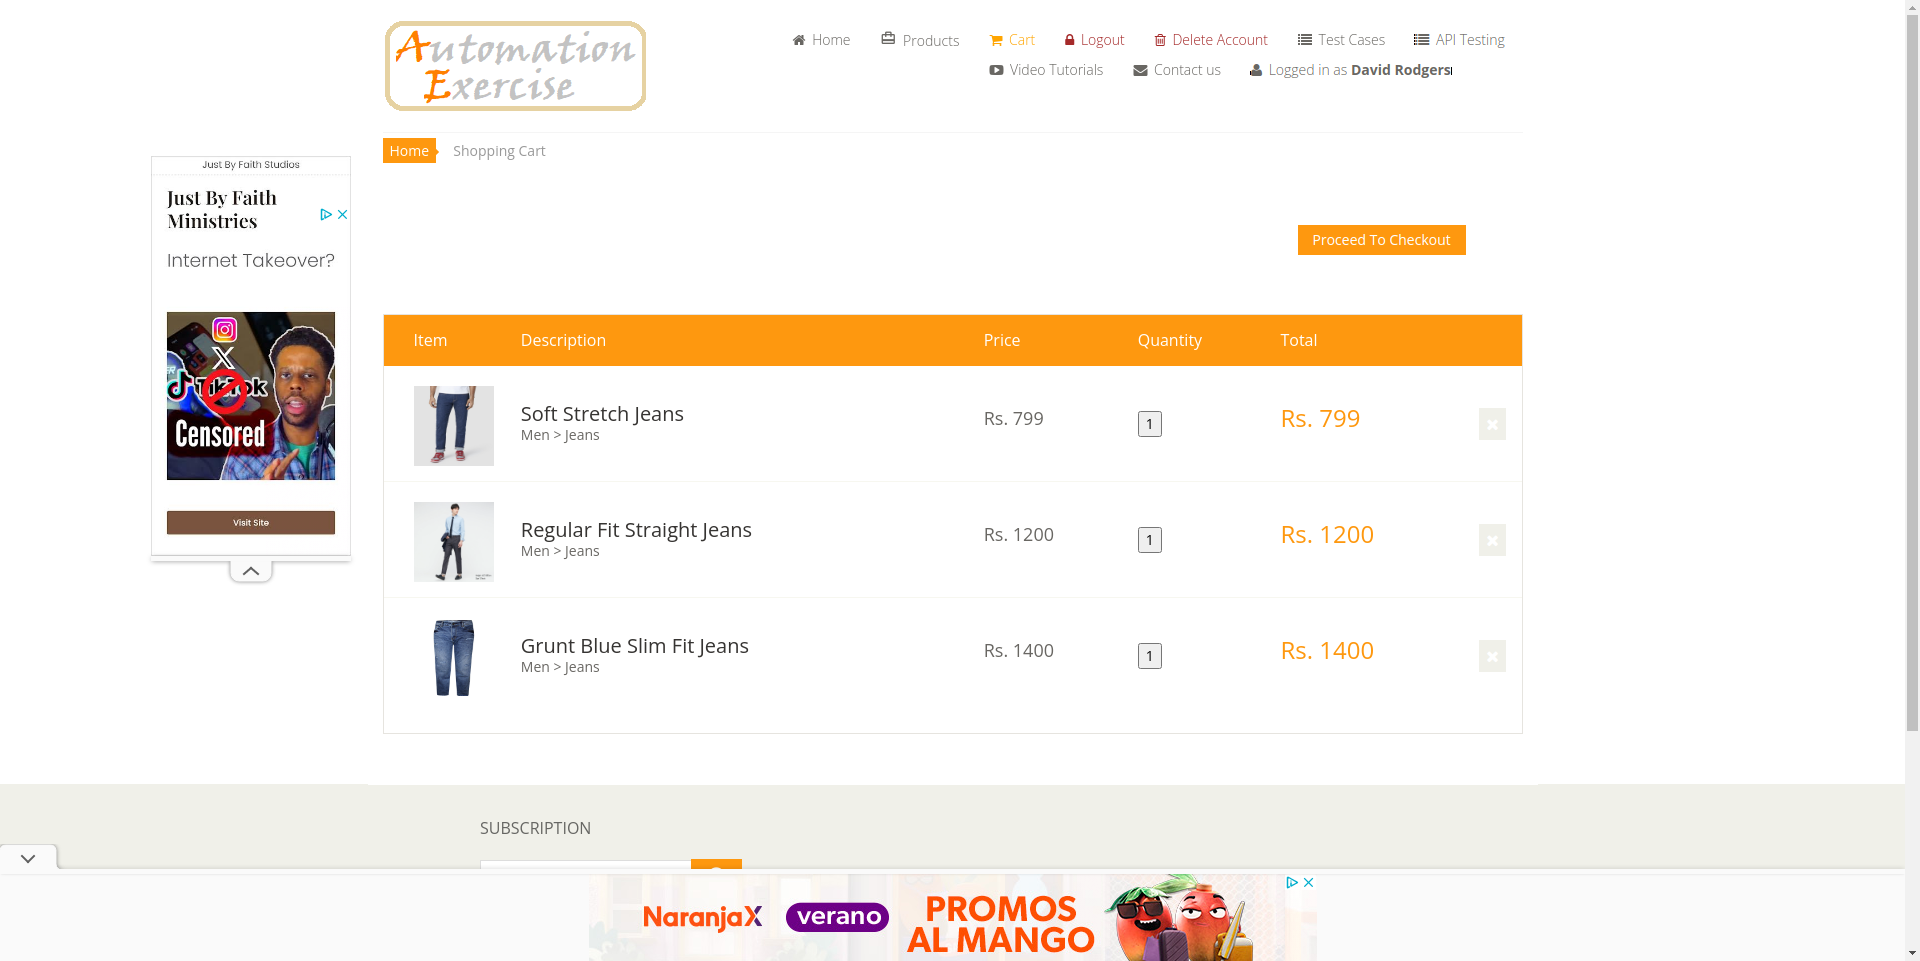 Automation
Exercise
Home
Products
Cart
Logout
Delete Account
Test Cases
API Testing
Video Tutorials
Contact us
Logged in as David Rodgers
Home
Shopping Cart
Just By Faith Studios
Just By Faith
Ministries
Internet Takeover?
TikTok
Censored
Visit Site
Proceed To Checkout
Item Description Price Quantity Total
Soft Stretch Jeans
Men > Jeans
Rs. 799
1
Rs. 799
Regular Fit Straight Jeans
Men > Jeans
Rs. 1200
1
Rs. 1200
Grunt Blue Slim Fit Jeans
Men > Jeans
Rs. 1400
1
Rs. 1400
SUBSCRIPTION
NaranjaX
verano
PROMOS
AL MANGO